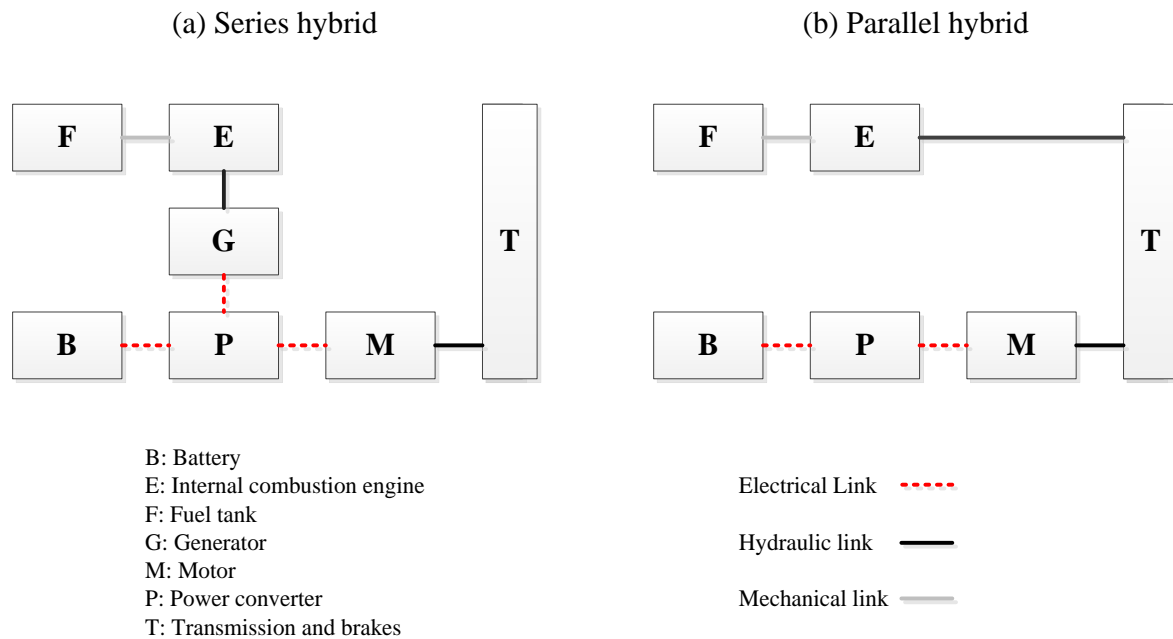 (a) Series hybrid
(b) Parallel hybrid
F
E
G
B
P
M
T
F
E
B
P
M
T
B: Battery
E: Internal combustion engine
F: Fuel tank
G: Generator
M: Motor
P: Power converter
T: Transmission and brakes
Electrical Link
Hydraulic link
Mechanical link